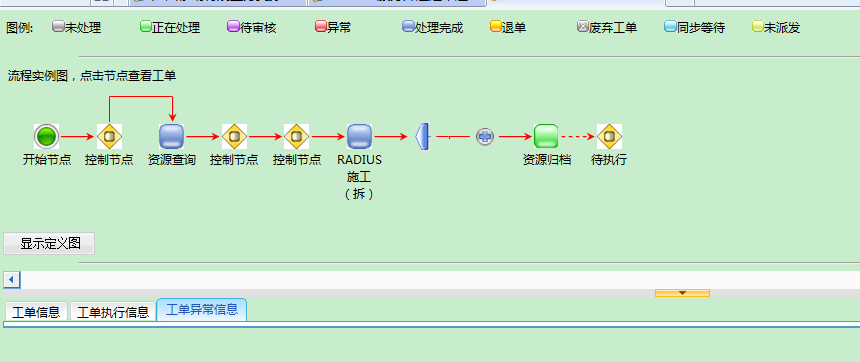 图例: 未处理 正在处理 待审核 异常 处理完成 退单 废弃工单 同步等待 未派发
流程实例图，点击节点查看工单
开始节点 控制节点 资源查询 控制节点 控制节点 RADIUS 资源归档 待执行
施工
（拆）
显示定义图
工单信息 工单执行信息 工单异常信息